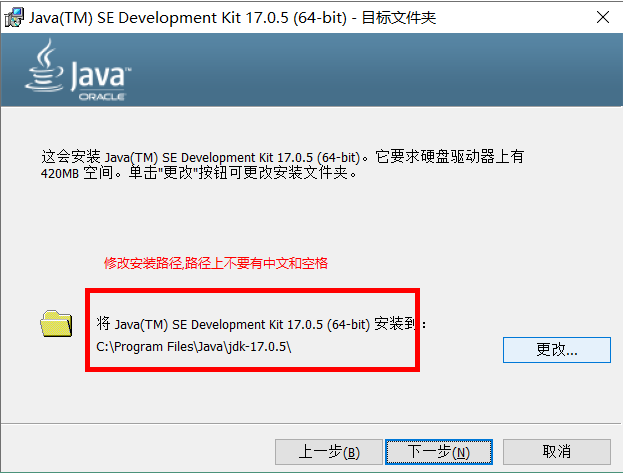 Java(TM) SE Development Kit 17.0.5 (64-bit) - 目标文件夹
Java™
ORACLE
这会安装 Java(TM) SE Development Kit 17.0.5 (64-bit)。它要求硬盘驱动器上有
420MB 空间。单击"更改"按钮可更改安装文件夹。
修改安装路径,路径上不要有中文和空格
将 Java(TM) SE Development Kit 17.0.5 (64-bit) 安装到：
C:\Program Files\Java\jdk-17.0.5\
更改...
上一步(B)
下一步(N)
取消